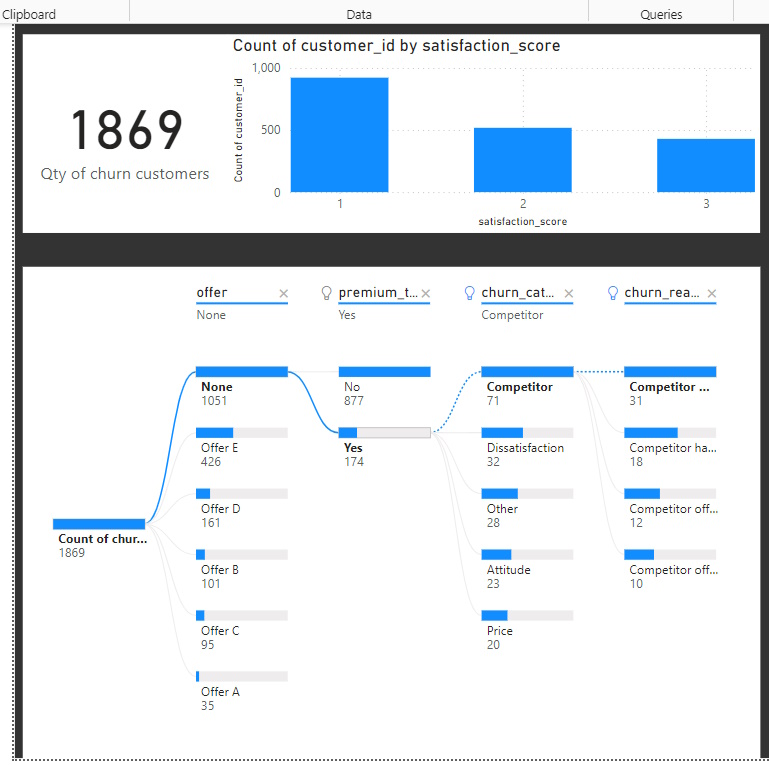 Clipboard
Data
Queries
Count of customer_id by satisfaction_score
1869
Qty of churn customers
Count of customer_id
1,000
500
0
1
2
3
satisfaction_score
offer
None
premium_t...
Yes
churn_cat...
Competitor
churn_rea...
Count of chur...
1869
None
1051
Offer E
426
Offer D
161
Offer B
101
Offer C
95
Offer A
35
No
877
Yes
174
Competitor
71
Dissatisfaction
32
Other
28
Attitude
23
Price
20
Competitor ...
31
Competitor ha...
18
Competitor off...
12
Competitor off...
10